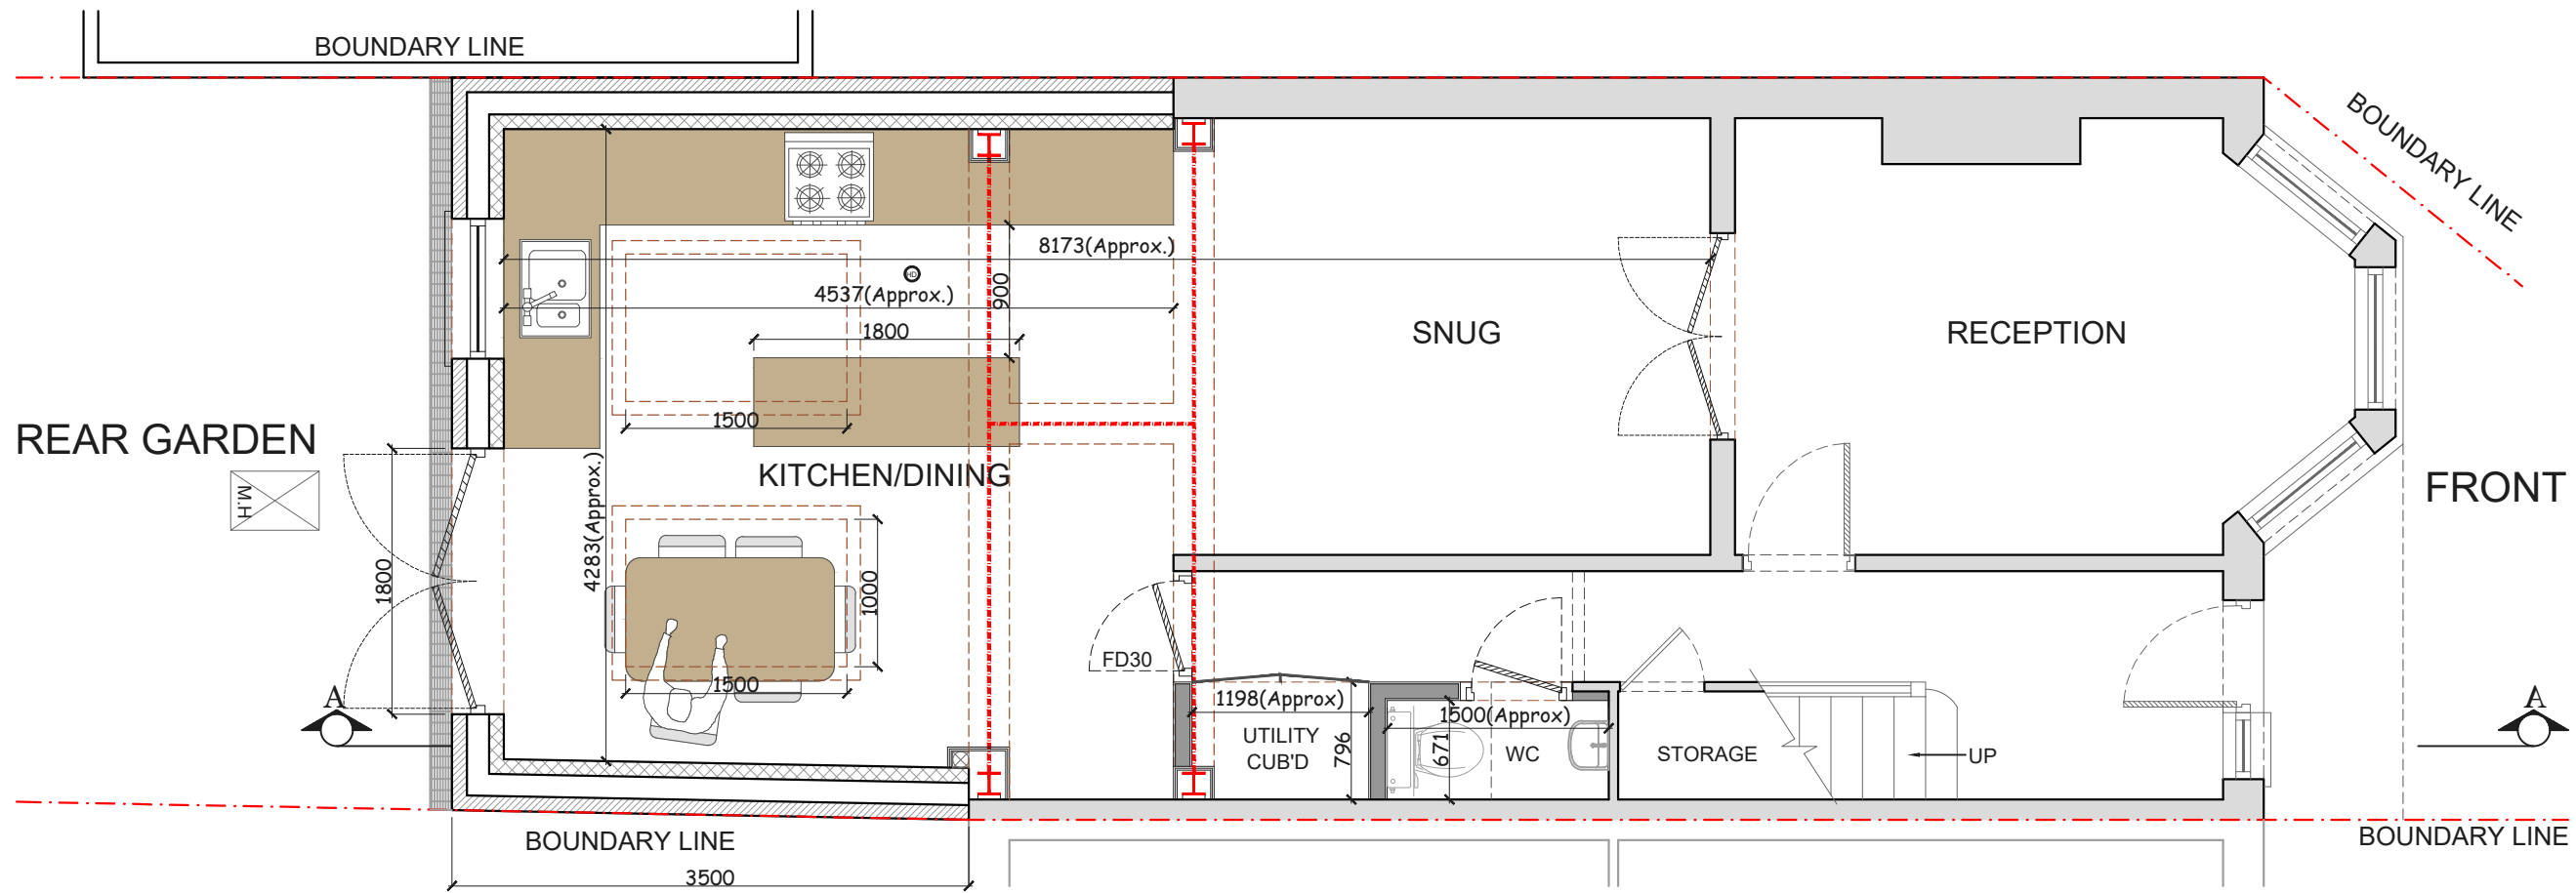 BOUNDARY LINE
BOUNDARY LINE
8173(Approx.)
HD
4537(Approx.)
900
1800
SNUG
RECEPTION
1500
REAR GARDEN
KITCHEN/DINING
FRONT
M.H
4283(Approx.)
1800
1000
FD30
1500
A
1198(Approx)
1500(Approx)
A
UTILITY
CUB'D
796
671
WC
STORAGE
UP
BOUNDARY LINE
BOUNDARY LINE
3500